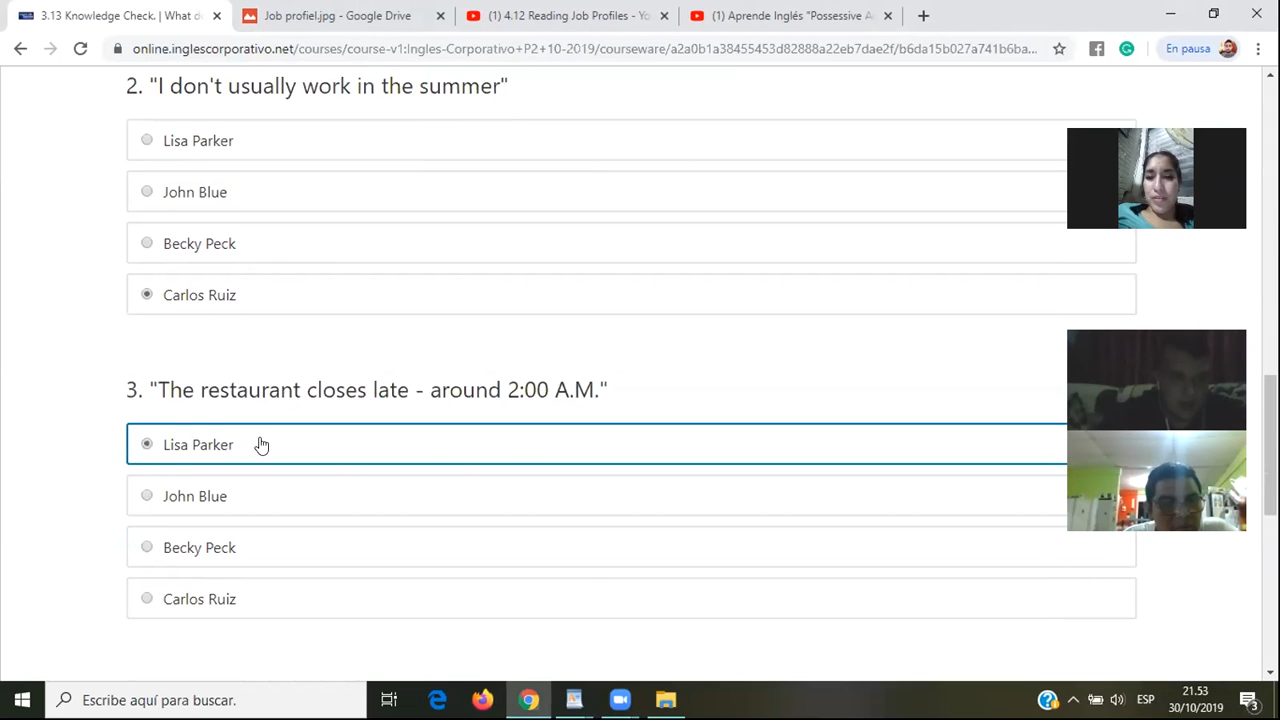 3.13 Knowledge Check. | What do
Job profiel.jpg - Google Drive
(1) 4.12 Reading Job Profiles - Yo
(1) Aprende Inglés "Possessive A
online.inglescorporativo.net/courses/course-v1:Ingles-Corporativo+P2+10-2019/courseware/a2a0b1a38455453d82888a22eb7dae2f/b6da15b027a741b6ba...
En pausa
2. "I don't usually work in the summer"
Lisa Parker
John Blue
Becky Peck
Carlos Ruiz
3. "The restaurant closes late - around 2:00 A.M."
Lisa Parker
John Blue
Becky Peck
Carlos Ruiz
Escribe aquí para buscar.
ESP
21.53
30/10/2019
3